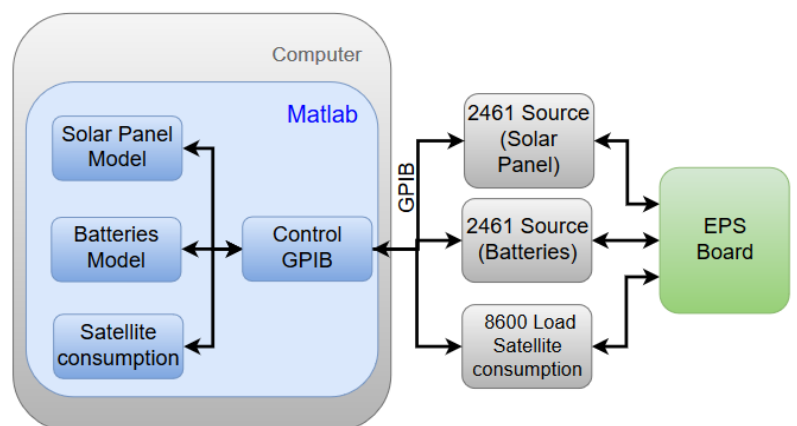 Computer
Matlab
Solar Panel
Model
Batteries
Model
Satellite
consumption
Control
GPIB
GPIB
2461 Source
(Solar
Panel)
2461 Source
(Batteries)
8600 Load
Satellite
consumption
EPS
Board